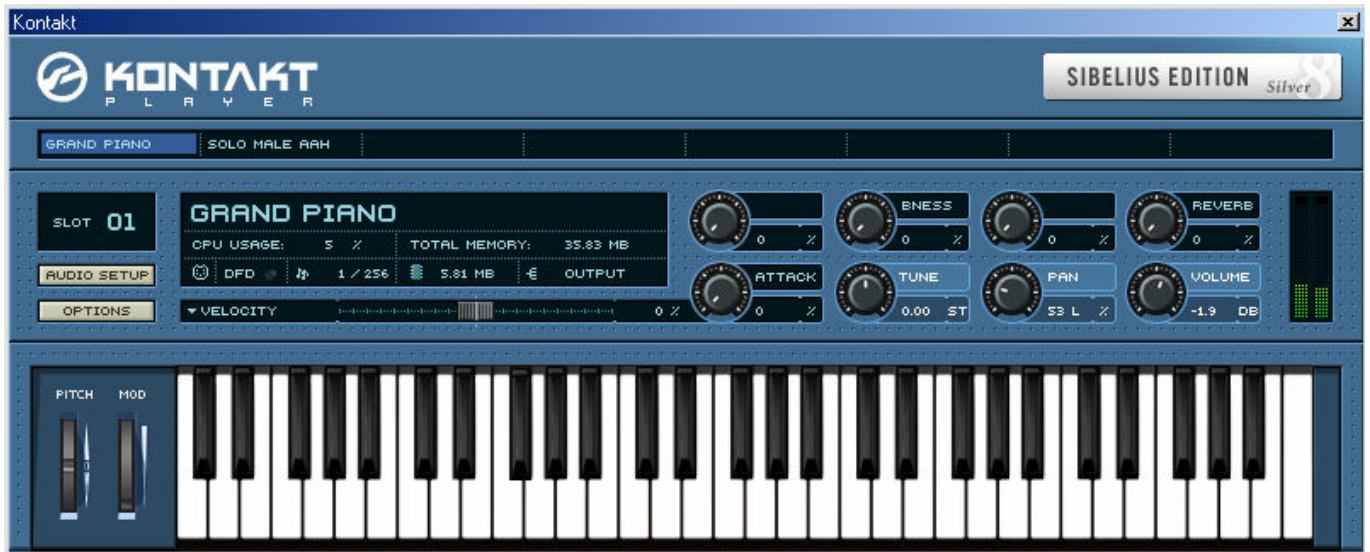 Kontakt
KONTAKT
PLAYER
SIBELIUS EDITION Silver 8
GRAND PIANO SOLO MALE AAH
SLOT 01
AUDIO SETUP
OPTIONS
GRAND PIANO
CPU USAGE: 5 % TOTAL MEMORY: 35.83 MB
DFD 1 / 256 5.81 MB OUTPUT
VELOCITY 0 %
0 %
BNESS
0 %
0 %
REVERB
0 %
ATTACK
0 %
TUNE
0.00 ST
PAN
53 L %
VOLUME
-1.9 DB
PITCH MOD